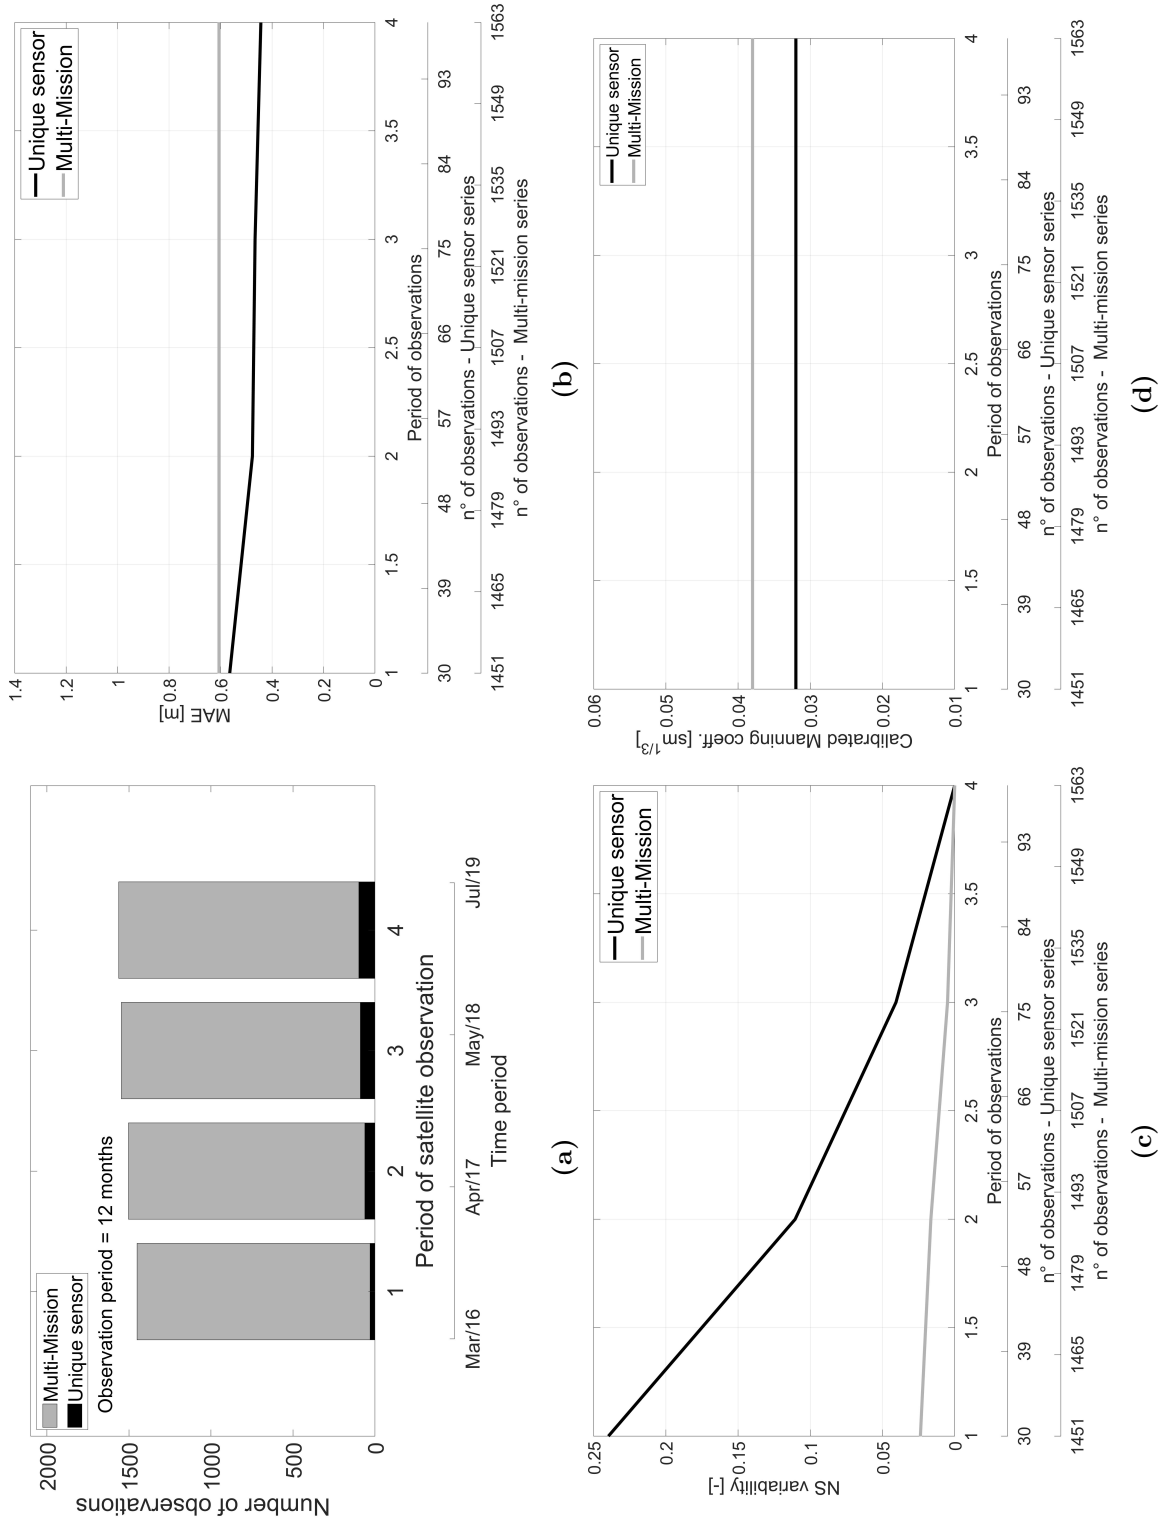 Number of observations
2000
1500
1000
500
0
Multi-Mission
Unique sensor
Observation period = 12 months
1 2 3 4
Period of satellite observation
Mar/16 Apr/17 May/18 Jul/19
Time period
(a)
MAE [m]
1.4
1.2
1
0.8
0.6
0.4
0.2
0
Unique sensor
Multi-Mission
1 1.5 2 2.5 3 3.5 4
Period of observations
30 39 48 57 66 75 84 93
n° of observations - Unique sensor series
1451 1465 1479 1493 1507 1521 1535 1549 1563
n° of observations - Multi-mission series
(b)
NS variability [-]
0.25
0.2
0.15
0.1
0.05
0
Unique sensor
Multi-Mission
1 1.5 2 2.5 3 3.5 4
Period of observations
30 39 48 57 66 75 84 93
n° of observations - Unique sensor series
1451 1465 1479 1493 1507 1521 1535 1549 1563
n° of observations - Multi-mission series
(c)
Calibrated Manning coeff. [sm^1/3]
0.06
0.05
0.04
0.03
0.02
0.01
Unique sensor
Multi-Mission
1 1.5 2 2.5 3 3.5 4
Period of observations
30 39 48 57 66 75 84 93
n° of observations - Unique sensor series
1451 1465 1479 1493 1507 1521 1535 1549 1563
n° of observations - Multi-mission series
(d)